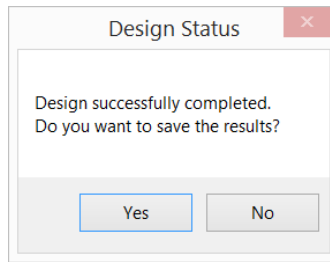 Design Status
Design successfully completed.
Do you want to save the results?
Yes
No